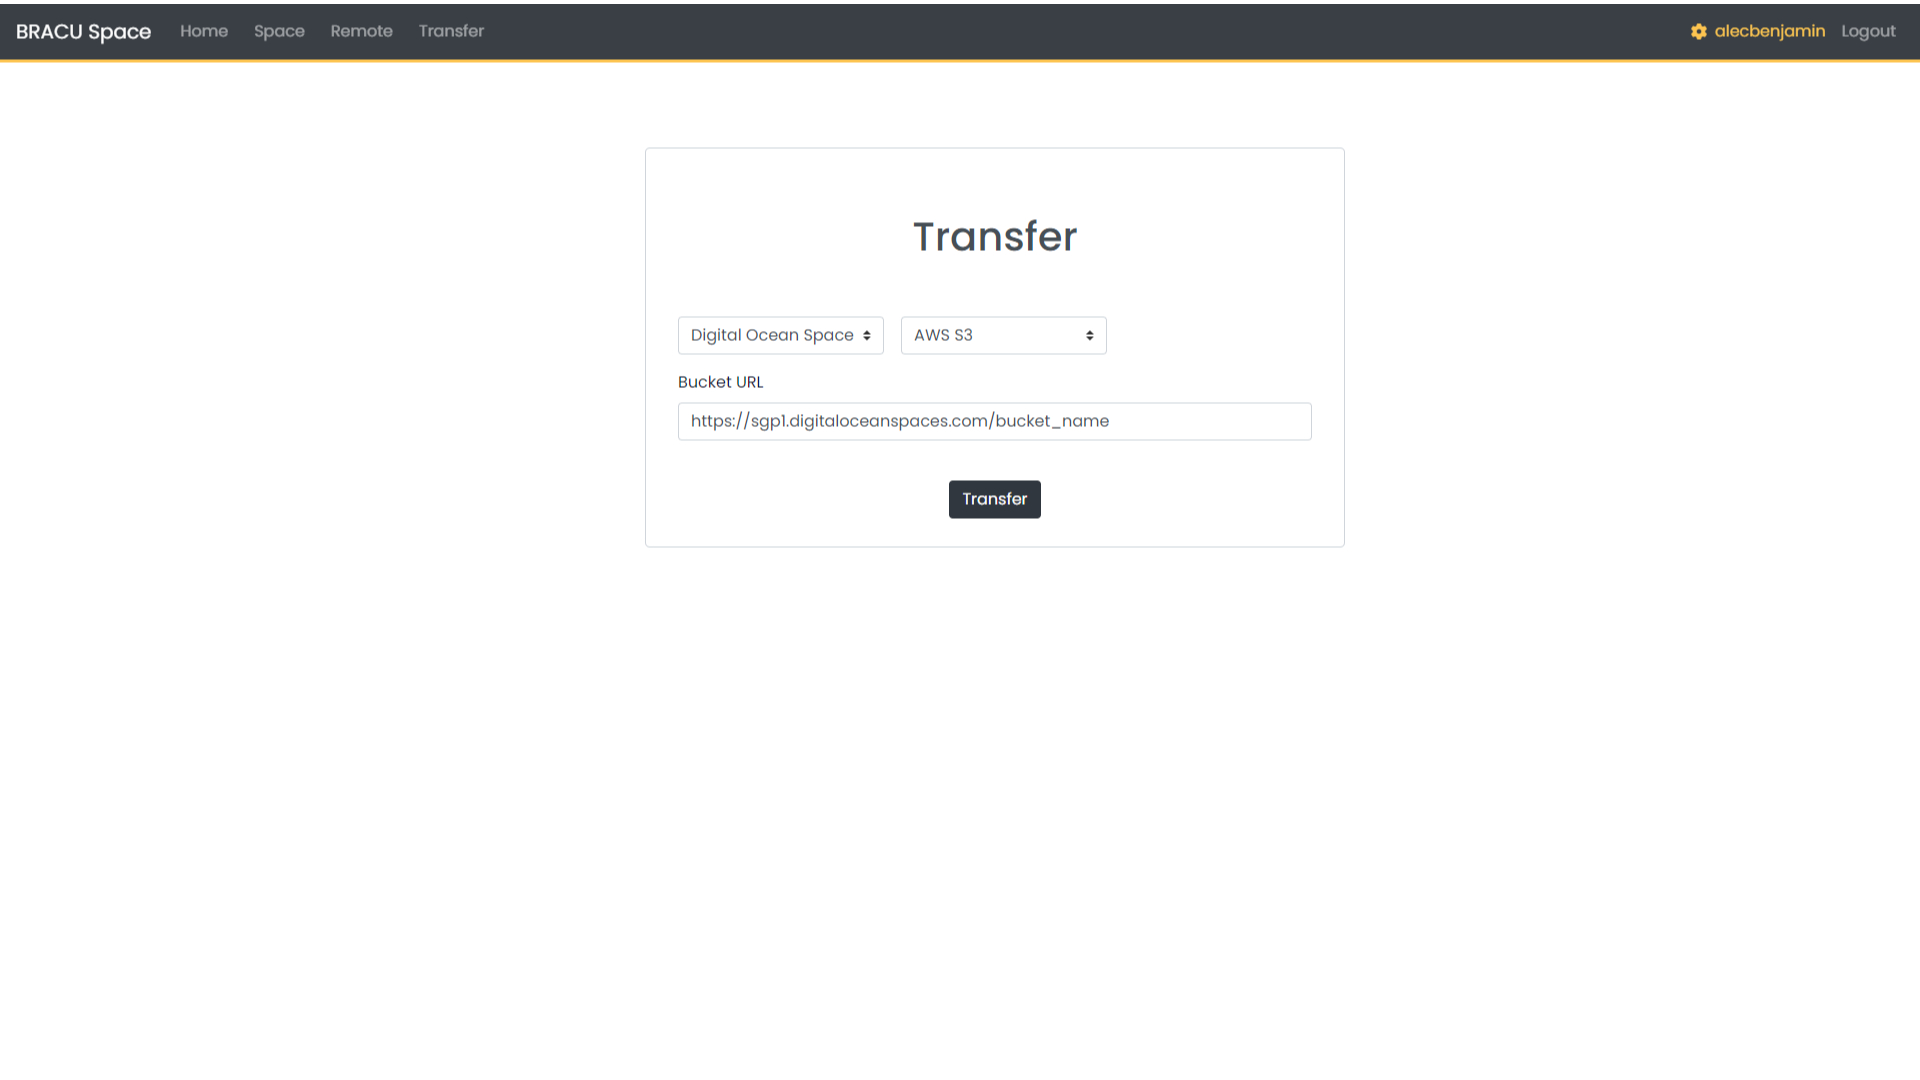 BRACU Space Home Space Remote Transfer alecbenjamin Logout
Transfer
Digital Ocean Space AWS S3
Bucket URL
https://sgp1.digitaloceanspaces.com/bucket_name
Transfer